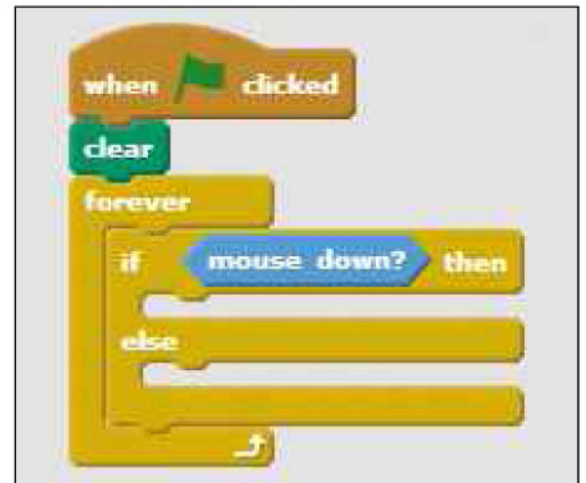 when clicked
clear
forever
if mouse down? then
else